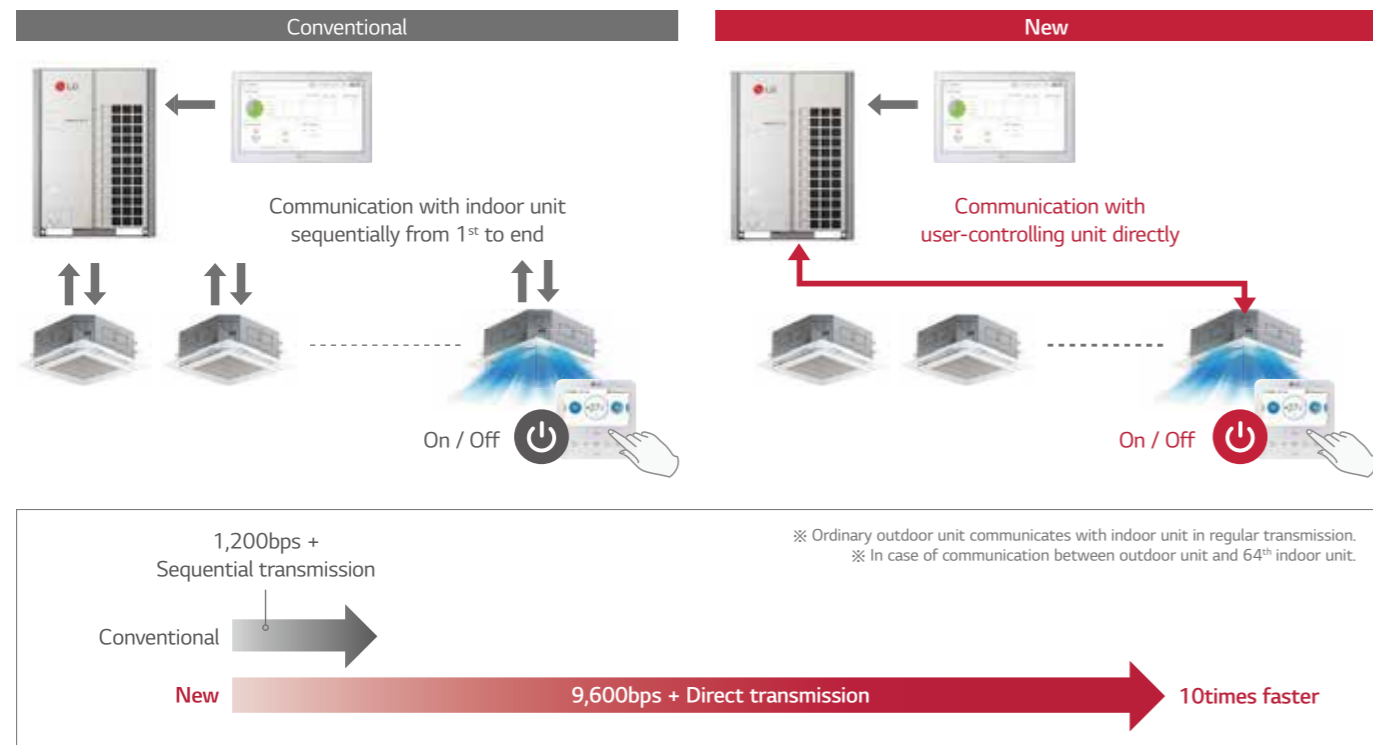 Conventional
New
LG
LG
Communication with indoor unit
sequentially from 1st to end
Communication with
user-controlling unit directly
On / Off
On / Off
1,200bps +
Sequential transmission
※ Ordinary outdoor unit communicates with indoor unit in regular transmission.
※ In case of communication between outdoor unit and 64th indoor unit.
Conventional
New
9,600bps + Direct transmission
10times faster